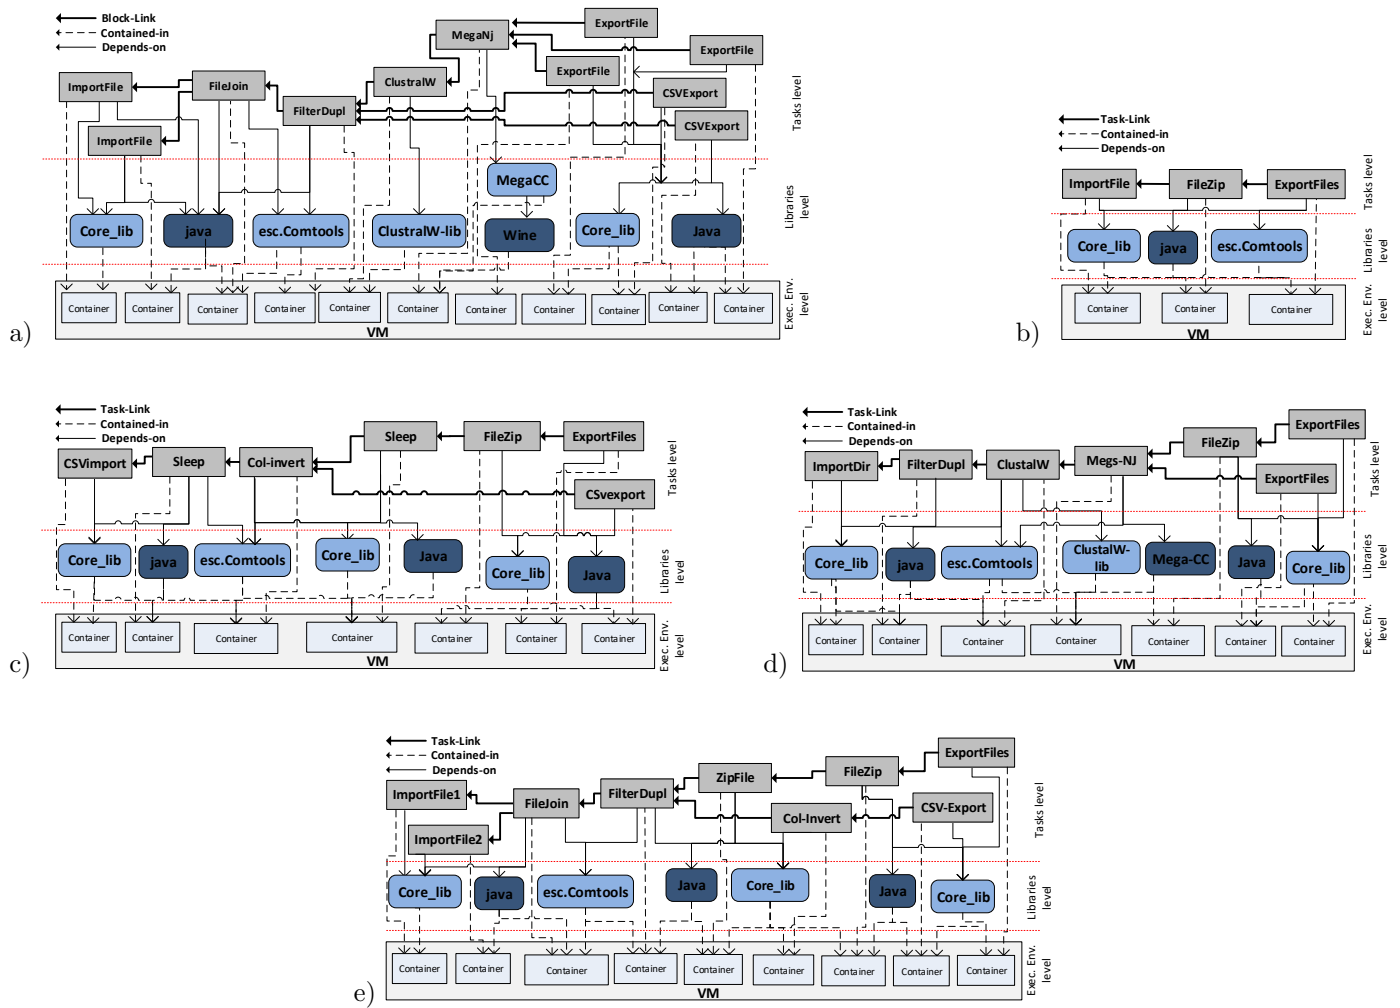 Block-Link
Contained-in
Depends-on
MegaNj
ExportFile
ExportFile
ExportFile
ClustralW
CSVExport
CSVExport
ImportFile
FileJoin
FilterDupl
ImportFile
Tasks level
MegaCC
Core_lib
java
esc.Comtools
ClustralW-lib
Wine
Core_lib
Java
Libraries level
Container
Container
Container
Container
Container
Container
Container
Container
Container
Container
Container
VM
Exec. Env. level
a)
Task-Link
Contained-in
Depends-on
ImportFile
FileZip
ExportFiles
Tasks level
Core_lib
java
esc.Comtools
Libraries level
Container
Container
Container
VM
Exec. Env. level
b)
Task-Link
Contained-in
Depends-on
Sleep
FileZip
ExportFiles
CSVimport
Sleep
Col-invert
CSvexport
Tasks level
Core_lib
java
esc.Comtools
Core_lib
Java
Core_lib
Java
Libraries level
Container
Container
Container
Container
Container
Container
Container
VM
Exec. Env. level
c)
Task-Link
Contained-in
Depends-on
ExportFiles
FileZip
ImportDir
FilterDupl
ClustalW
Megs-NJ
ExportFiles
Tasks level
Core_lib
java
esc.Comtools
ClustalW-
lib
Mega-CC
Java
Core_lib
Libraries level
Container
Container
Container
Container
Container
Container
Container
VM
Exec. Env. level
d)
Task-Link
Contained-in
Depends-on
ExportFiles
ZipFile
FileZip
ImportFile1
FileJoin
FilterDupl
Col-Invert
CSV-Export
ImportFile2
Tasks level
Core_lib
java
esc.Comtools
Java
Core_lib
Java
Core_lib
Libraries level
Container
Container
Container
Container
Container
Container
Container
Container
Container
VM
Exec. Env. level
e)